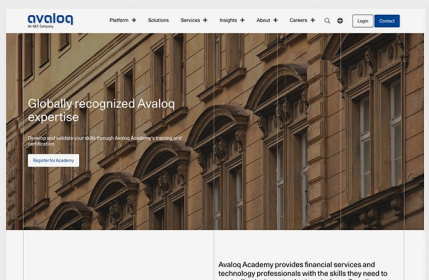 avaloq
An NEC Company
Platform + Solutions Services + Insights + About + Careers + Login Contact
Globally recognized Avaloq
expertise
Develop and validate your skills through Avaloq Academy's training and
certification.
Register for Academy
Avaloq Academy provides financial services and
technology professionals with the skills they need to